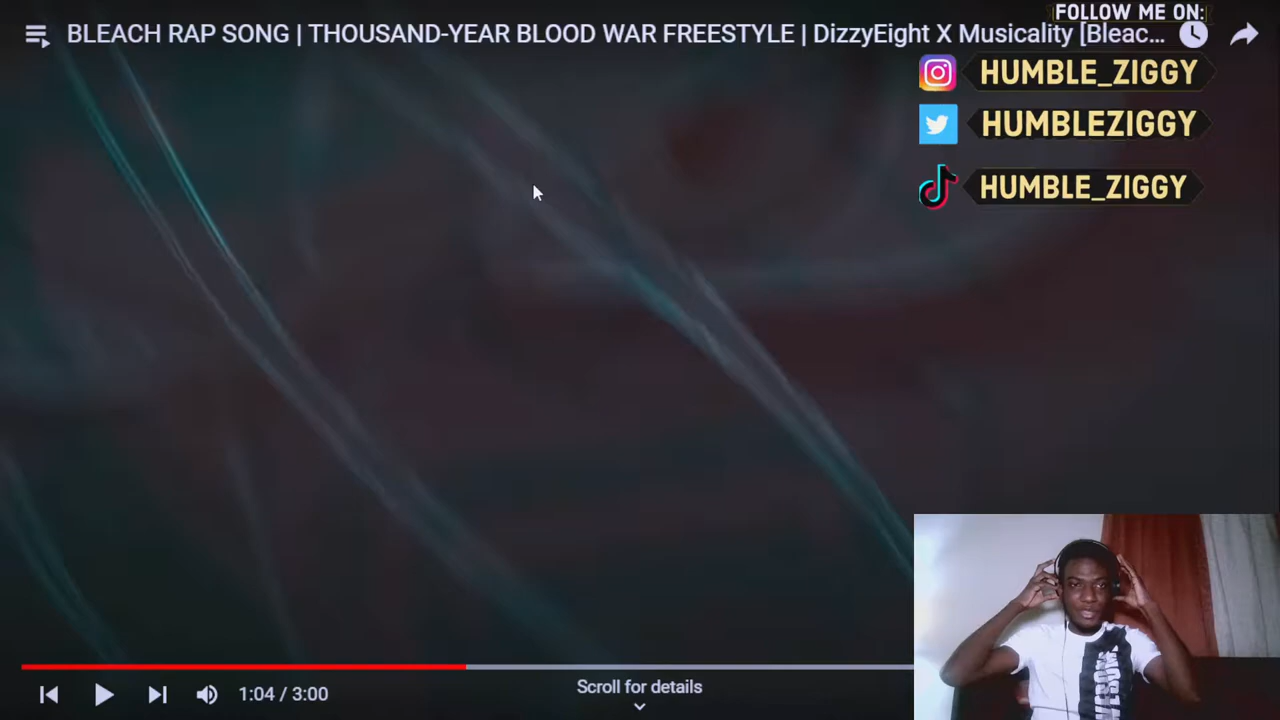 FOLLOW ME ON:
BLEACH RAP SONG | THOUSAND-YEAR BLOOD WAR FREESTYLE | DizzyEight X Musicality [Bleac...
HUMBLE_ZIGGY
HUMBLEZIGGY
HUMBLE_ZIGGY
1:04 / 3:00
Scroll for details